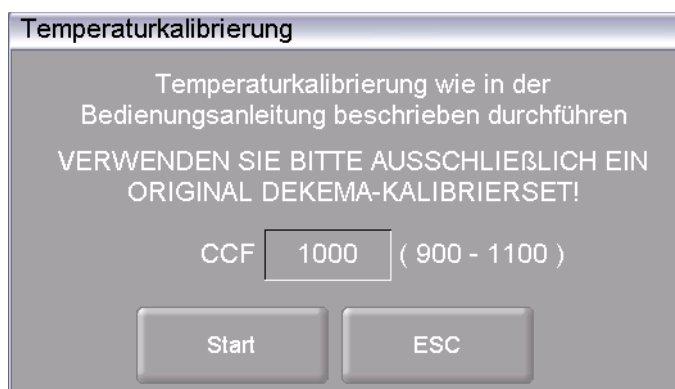 Temperaturkalibrierung
Temperaturkalibrierung wie in der
Bedienungsanleitung beschrieben durchführen
VERWENDEN SIE BITTE AUSSCHLIEßLICH EIN
ORIGINAL DEKEMA-KALIBRIERSET!
CCF 1000 ( 900 - 1100 )
Start ESC